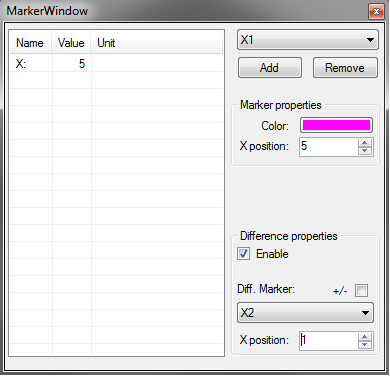 MarkerWindow
Name Value Unit
X: 5
X1
Add Remove
Marker properties
Color:
X position: 5
Difference properties
Enable
Diff. Marker: +/-
X2
X position: 1